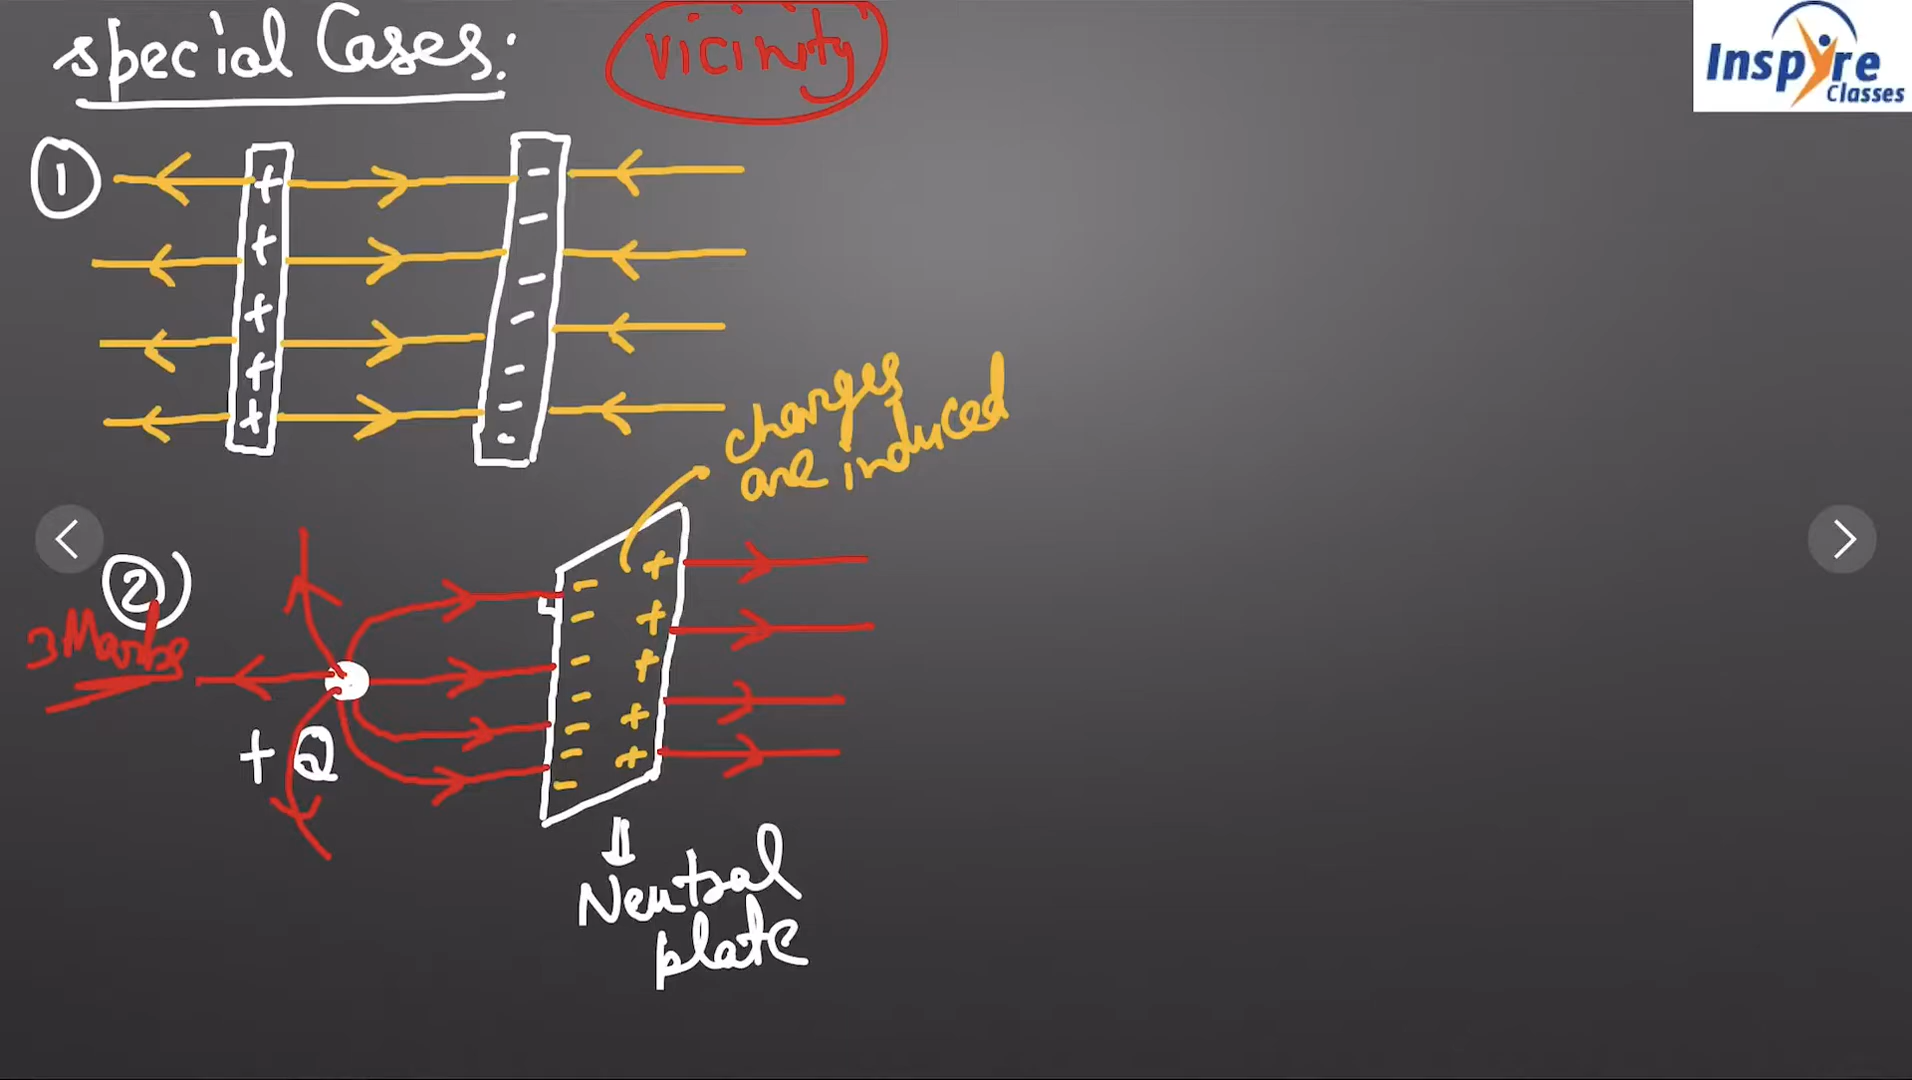 special Cases:
vicinity
Inspyre
Classes
1
+ -
+ -
+ -
+ -
+ -
-
-
charges
are induced
2
3 Marks
- +
- +
- +
- +
- +
-
-
+Q
Neutral
plate